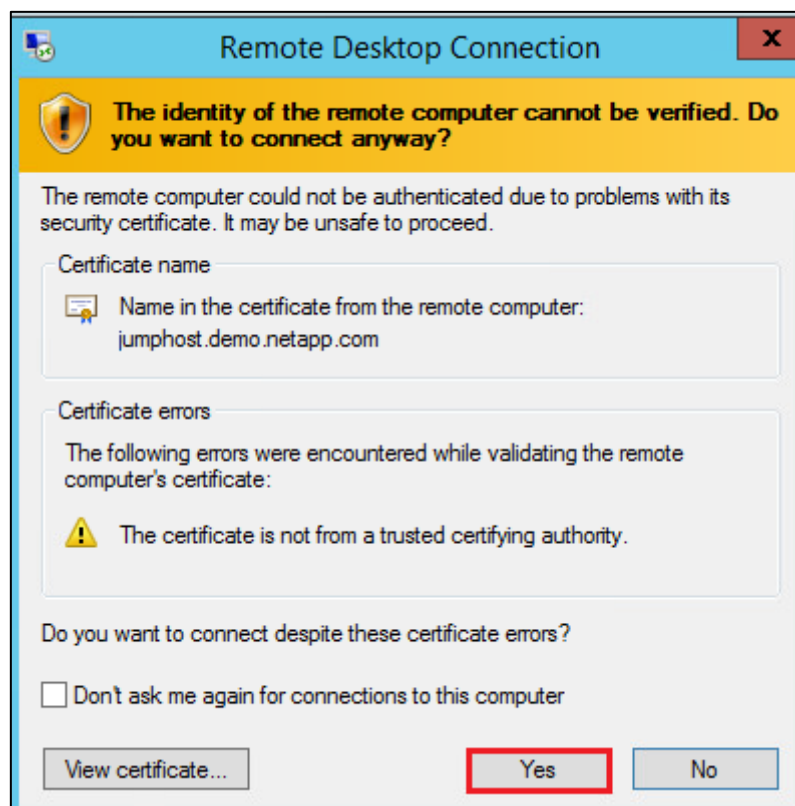 Remote Desktop Connection
x
The identity of the remote computer cannot be verified. Do
you want to connect anyway?
The remote computer could not be authenticated due to problems with its
security certificate. It may be unsafe to proceed.
Certificate name
Name in the certificate from the remote computer:
jumphost.demo.netapp.com
Certificate errors
The following errors were encountered while validating the remote
computer's certificate:
The certificate is not from a trusted certifying authority.
Do you want to connect despite these certificate errors?
Don't ask me again for connections to this computer
View certificate...
Yes
No